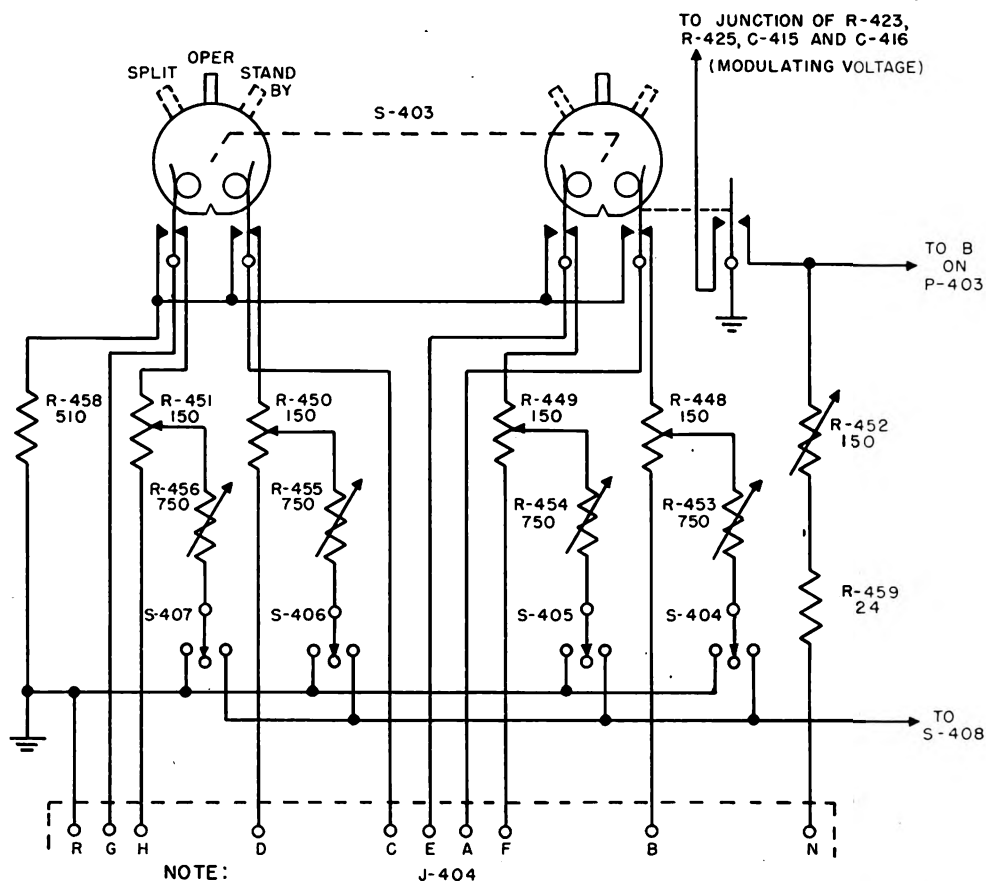 TO JUNCTION OF R-423,
R-425, C-415 AND C-416
(MODULATING VOLTAGE)
SPLIT
OPER
STAND
BY
S-403
TO B
ON
P-403
R-458
510
R-451
150
R-450
150
R-449
150
R-448
150
R-452
150
R-456
750
R-455
750
R-454
750
R-453
750
R-459
24
S-407
S-406
S-405
S-404
TO
S-408
R
G
H
D
C
E
A
F
B
N
NOTE:
J-404